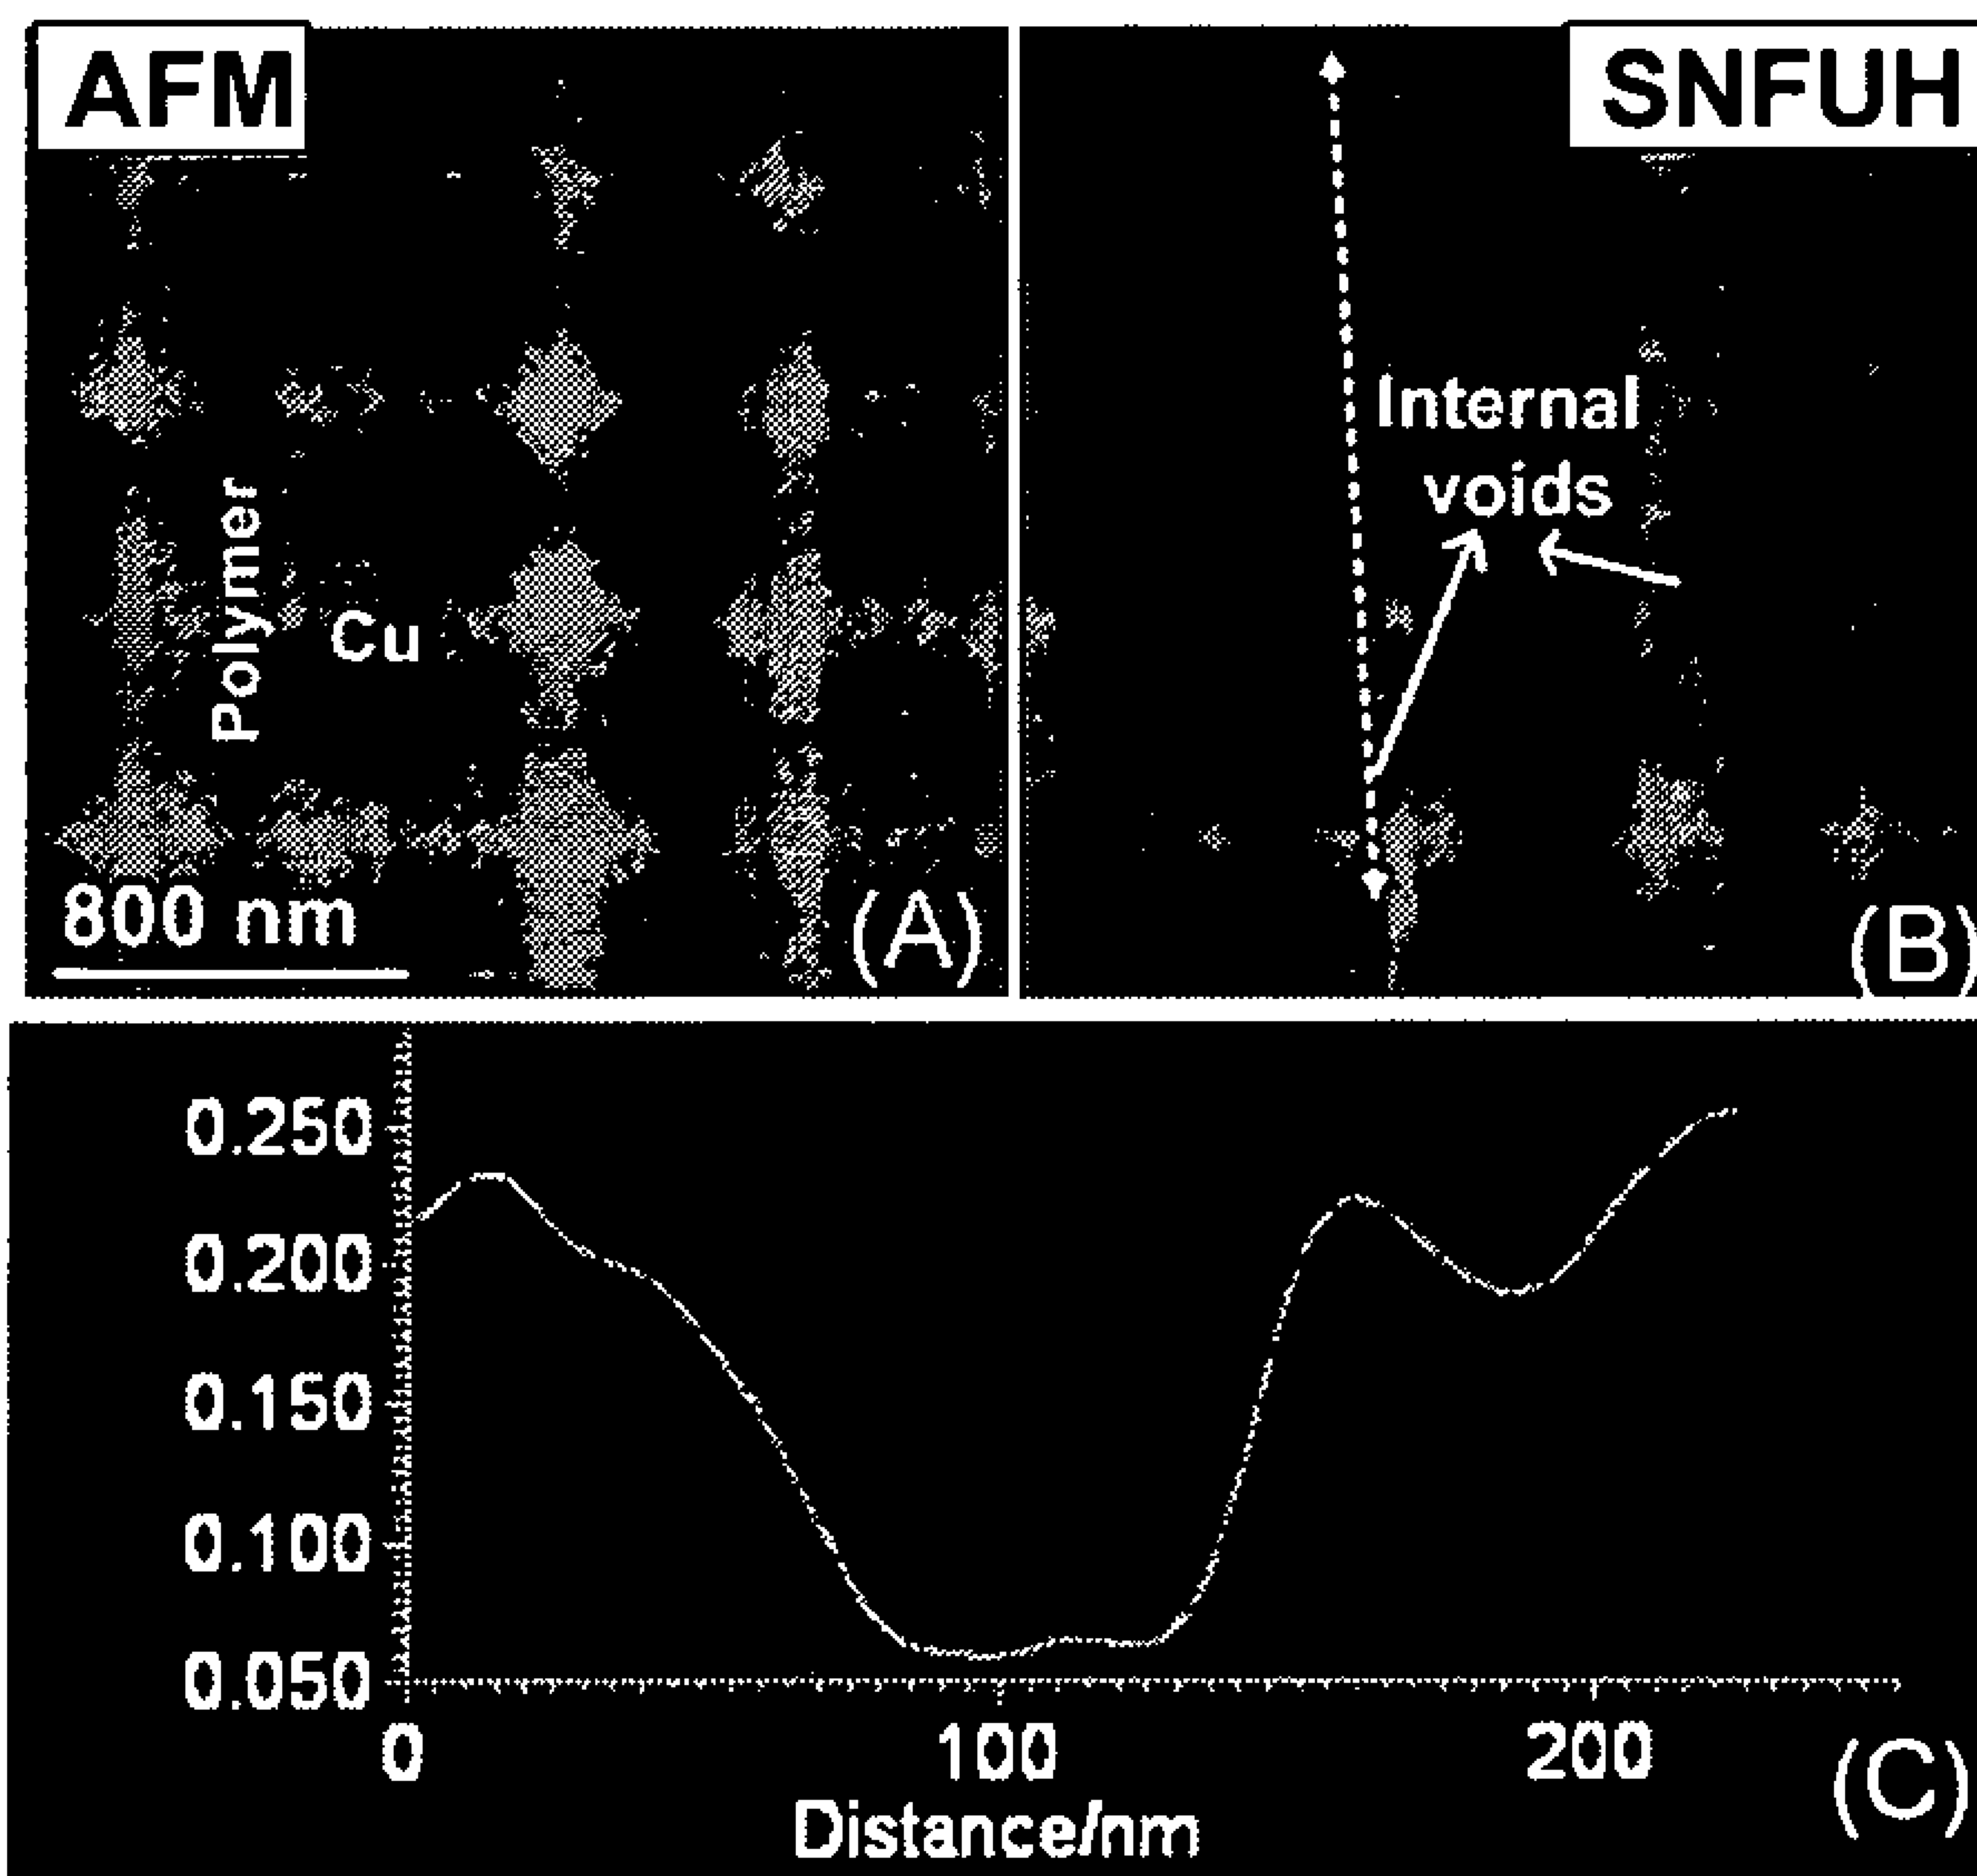 AFM
SNFUH
Internal
voids
Polymer
Cu
800 nm
(A)
(B)
0.250
0.200
0.150
0.100
0.050
0
100
200
Distance/nm
(C)